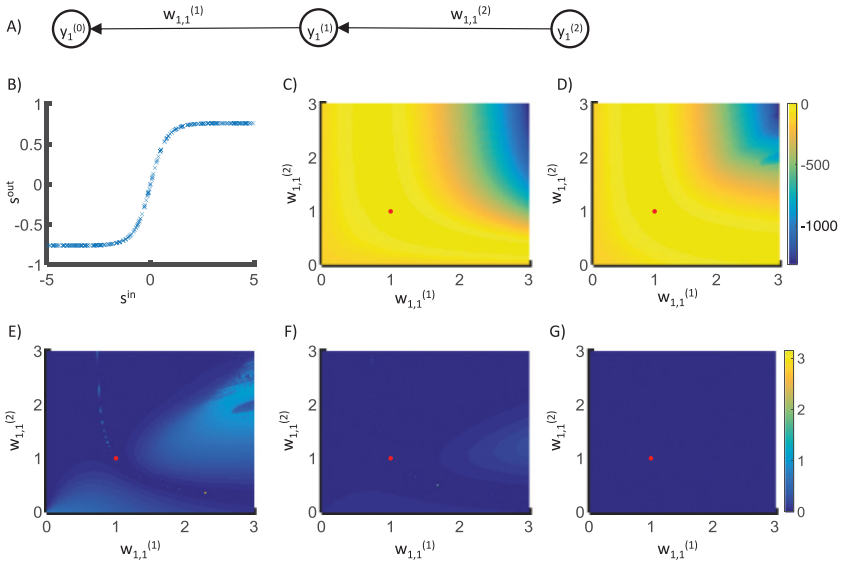 A) y₁⁽⁰⁾ w₁,₁⁽¹⁾ y₁⁽¹⁾ w₁,₁⁽²⁾ y₁⁽²⁾
B) C) D)
1
0.5
0
-0.5
-1
sᵒᵘᵗ
-5 0 5
sⁱⁿ
3
2
1
0
w₁,₁⁽²⁾
0 1 2 3
w₁,₁⁽¹⁾
3
2
1
0
w₁,₁⁽²⁾
0 1 2 3
w₁,₁⁽¹⁾
0
-500
-1000
E) F) G)
3
2
1
0
w₁,₁⁽²⁾
0 1 2 3
w₁,₁⁽¹⁾
3
2
1
0
w₁,₁⁽²⁾
0 1 2 3
w₁,₁⁽¹⁾
3
2
1
0
w₁,₁⁽²⁾
0 1 2 3
w₁,₁⁽¹⁾
3
2
1
0